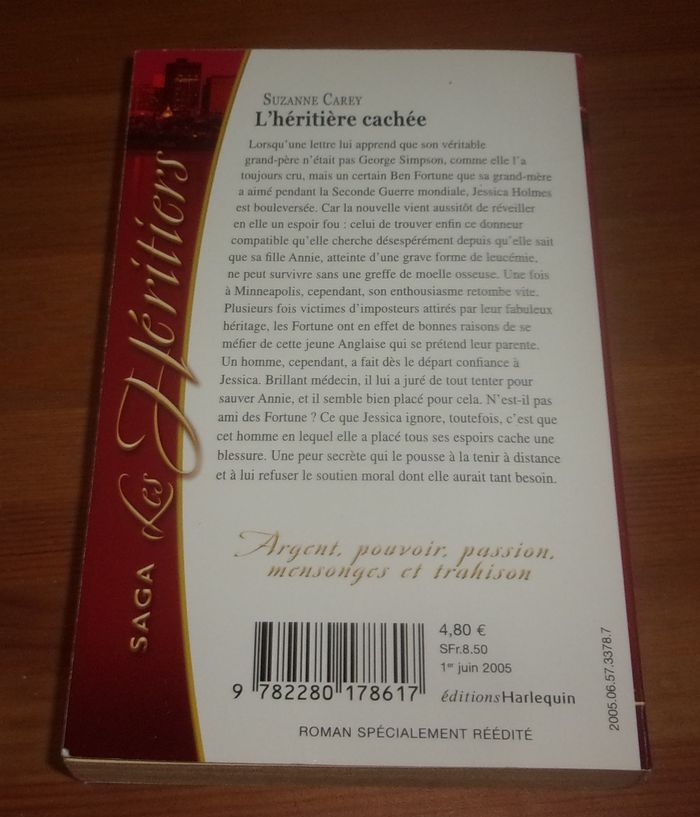 SAGA Les Héritiers
SUZANNE CAREY
L'héritière cachée
Lorsqu'une lettre lui apprend que son véritable
grand-père n'était pas George Simpson, comme elle l'a
toujours cru, mais un certain Ben Fortune que sa grand-mère
a aimé pendant la Seconde Guerre mondiale, Jessica Holmes
est bouleversée. Car la nouvelle vient aussitôt de réveiller
en elle un espoir fou : celui de trouver enfin ce donneur
compatible qu'elle cherche désespérément depuis qu'elle sait
que sa fille Annie, atteinte d'une grave forme de leucémie,
ne peut survivre sans une greffe de moelle osseuse. Une fois
à Minneapolis, cependant, son enthousiasme retombe vite.
Plusieurs fois victimes d'imposteurs attirés par leur fabuleux
héritage, les Fortune ont en effet de bonnes raisons de se
méfier de cette jeune Anglaise qui se prétend leur parente.
Un homme, cependant, a fait dès le départ confiance à
Jessica. Brillant médecin, il lui a juré de tout tenter pour
sauver Annie, et il semble bien placé pour cela. N'est-il pas
ami des Fortune ? Ce que Jessica ignore, toutefois, c'est que
cet homme en lequel elle a placé tous ses espoirs cache une
blessure. Une peur secrète qui le pousse à la tenir à distance
et à lui refuser le soutien moral dont elle aurait tant besoin.
Argent, pouvoir, passion,
mensonges et trahison
4,80 €
SFr.8.50
1er juin 2005
9 782280 178617
éditionsHarlequin
2005.06.57.3378.7
ROMAN SPÉCIALEMENT RÉÉDITÉ